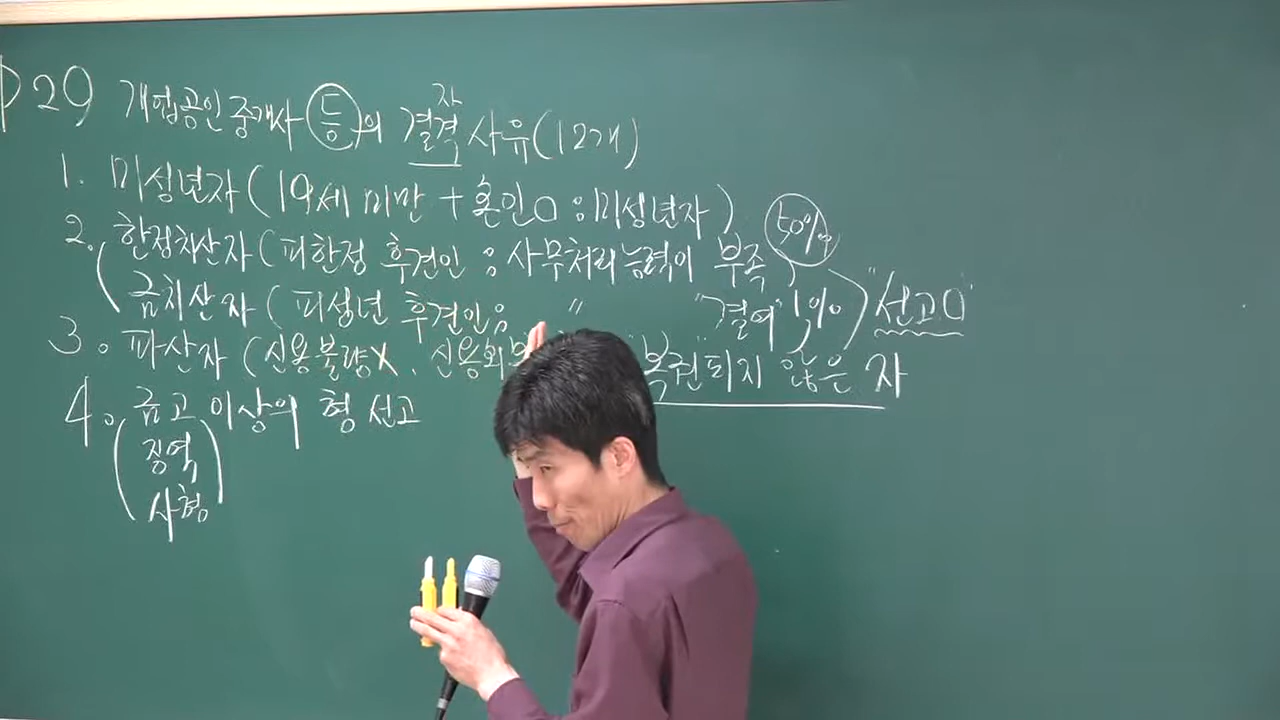 P29 개업공인중개사 등의 결격사유(12개)
자
1. 미성년자(19세 미만 + 혼인O : 미성년자)
2. 한정치산자(피한정 후견인 : 사무처리능력이 부족
50%
금치산자(피성년 후견인 : 〃 "결여" 1%) "선고O"
3. 파산자(신용불량X, 신용회 "복권"되지 않은 자
4. 금고 이상의 형 선고
(징역
사형)